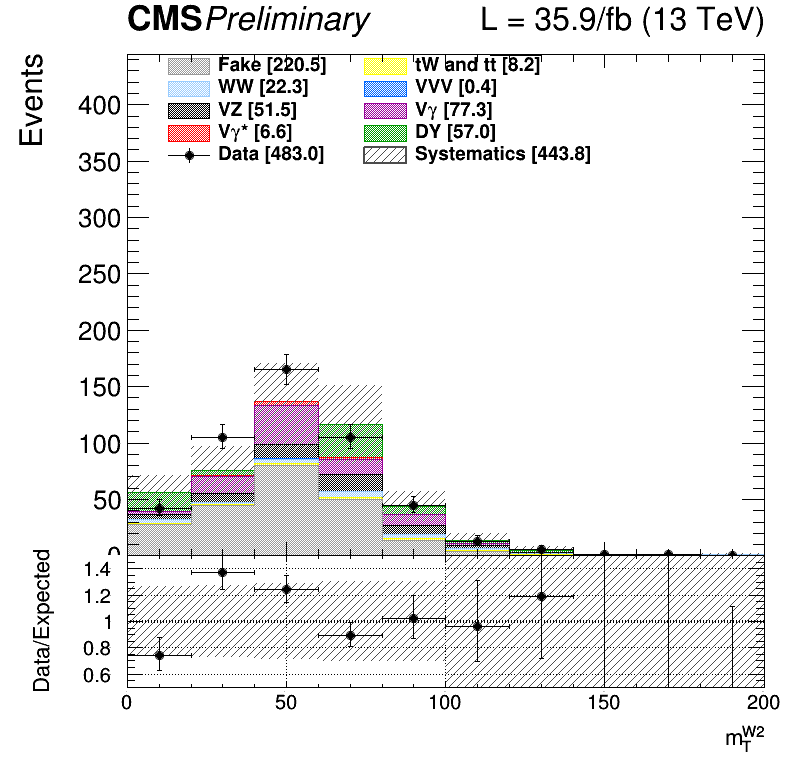 CMS Preliminary L = 35.9/fb (13 TeV)
Events
Fake [220.5] tW and tt [8.2]
WW [22.3] VVV [0.4]
VZ [51.5] Vγ [77.3]
Vγ* [6.6] DY [57.0]
Data [483.0] Systematics [443.8]
400
350
300
250
200
150
100
50
0
Data/Expected
1.4
1.2
1
0.8
0.6
0 50 100 150 200
m_T^W2